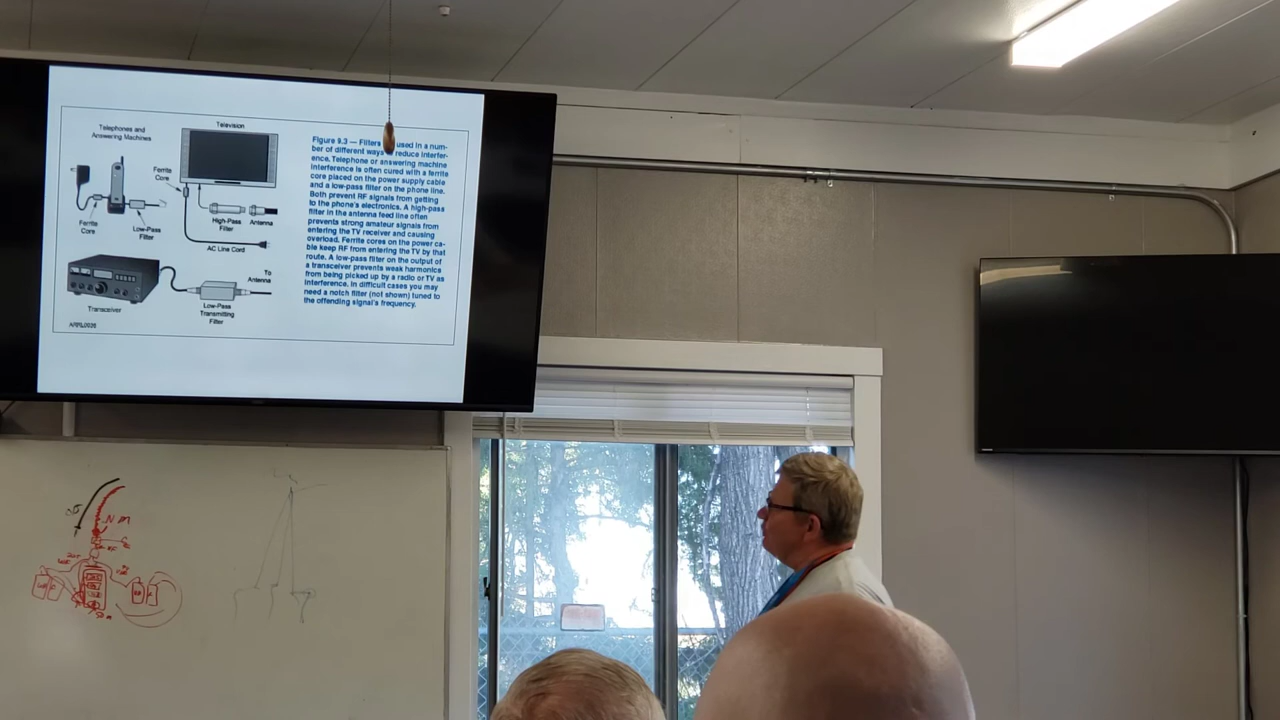 Telephones and
Answering Machines
Television
Ferrite
Core
Ferrite
Core
Low-Pass
Filter
High-Pass
Filter
Antenna
AC Line Cord
Transceiver
To
Antenna
Low-Pass
Transmitting
Filter
Figure 9.3 — Filters used in a num-
ber of different ways reduce interfer-
ence. Telephone or answering machine
interference is often cured with a ferrite
core placed on the power supply cable
and a low-pass filter on the phone line.
Both prevent RF signals from getting
to the phone's electronics. A high-pass
filter in the antenna feed line often
prevents strong amateur signals from
entering the TV receiver and causing
overload. Ferrite cores on the power ca-
ble keep RF from entering the TV by that
route. A low-pass filter on the output of
a transceiver prevents weak harmonics
from being picked up by a radio or TV as
interference. In difficult cases you may
need a notch filter (not shown) tuned to
the offending signal's frequency.